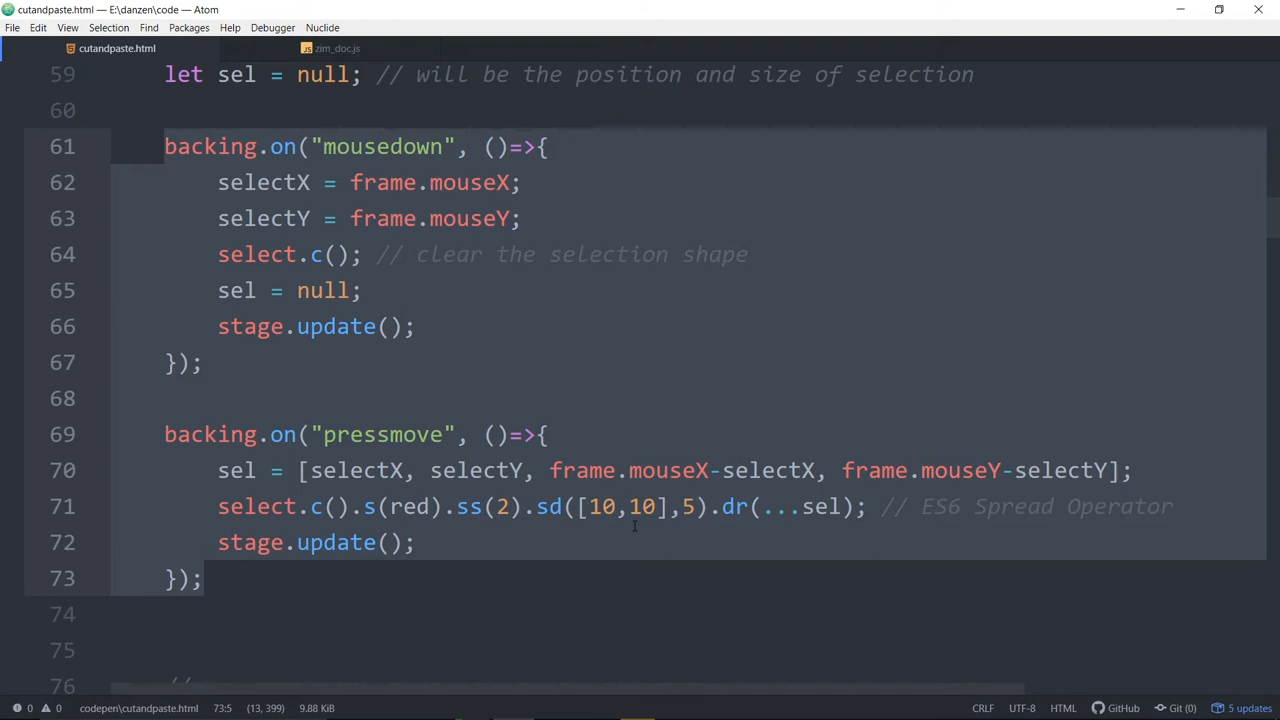 cutandpaste.html — E:\danzen\code — Atom
File Edit View Selection Find Packages Help Debugger Nuclide
cutandpaste.html zim_doc.js
59 let sel = null; // will be the position and size of selection
60
61 backing.on("mousedown", ()=>{
62 selectX = frame.mouseX;
63 selectY = frame.mouseY;
64 select.c(); // clear the selection shape
65 sel = null;
66 stage.update();
67 });
68
69 backing.on("pressmove", ()=>{
70 sel = [selectX, selectY, frame.mouseX-selectX, frame.mouseY-selectY];
71 select.c().s(red).ss(2).sd([10,10],5).dr(...sel); // ES6 Spread Operator
72 stage.update();
73 });
74
75
76 //
0 0 codepen\cutandpaste.html 73:5 (13, 399) 9.88 KiB CRLF UTF-8 HTML GitHub Git (0) 5 updates